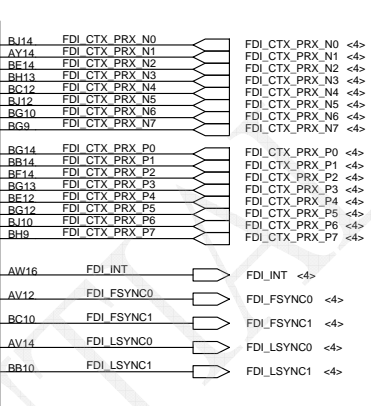 BJ14 FDI_CTX_PRX_N0 FDI_CTX_PRX_N0 <4>
AY14 FDI_CTX_PRX_N1 FDI_CTX_PRX_N1 <4>
BE14 FDI_CTX_PRX_N2 FDI_CTX_PRX_N2 <4>
BH13 FDI_CTX_PRX_N3 FDI_CTX_PRX_N3 <4>
BC12 FDI_CTX_PRX_N4 FDI_CTX_PRX_N4 <4>
BJ12 FDI_CTX_PRX_N5 FDI_CTX_PRX_N5 <4>
BG10 FDI_CTX_PRX_N6 FDI_CTX_PRX_N6 <4>
BG9 FDI_CTX_PRX_N7 FDI_CTX_PRX_N7 <4>
BG14 FDI_CTX_PRX_P0 FDI_CTX_PRX_P0 <4>
BB14 FDI_CTX_PRX_P1 FDI_CTX_PRX_P1 <4>
BF14 FDI_CTX_PRX_P2 FDI_CTX_PRX_P2 <4>
BG13 FDI_CTX_PRX_P3 FDI_CTX_PRX_P3 <4>
BE12 FDI_CTX_PRX_P4 FDI_CTX_PRX_P4 <4>
BG12 FDI_CTX_PRX_P5 FDI_CTX_PRX_P5 <4>
BJ10 FDI_CTX_PRX_P6 FDI_CTX_PRX_P6 <4>
BH9 FDI_CTX_PRX_P7 FDI_CTX_PRX_P7 <4>
AW16 FDI_INT FDI_INT <4>
AV12 FDI_FSYNC0 FDI_FSYNC0 <4>
BC10 FDI_FSYNC1 FDI_FSYNC1 <4>
AV14 FDI_LSYNC0 FDI_LSYNC0 <4>
BB10 FDI_LSYNC1 FDI_LSYNC1 <4>